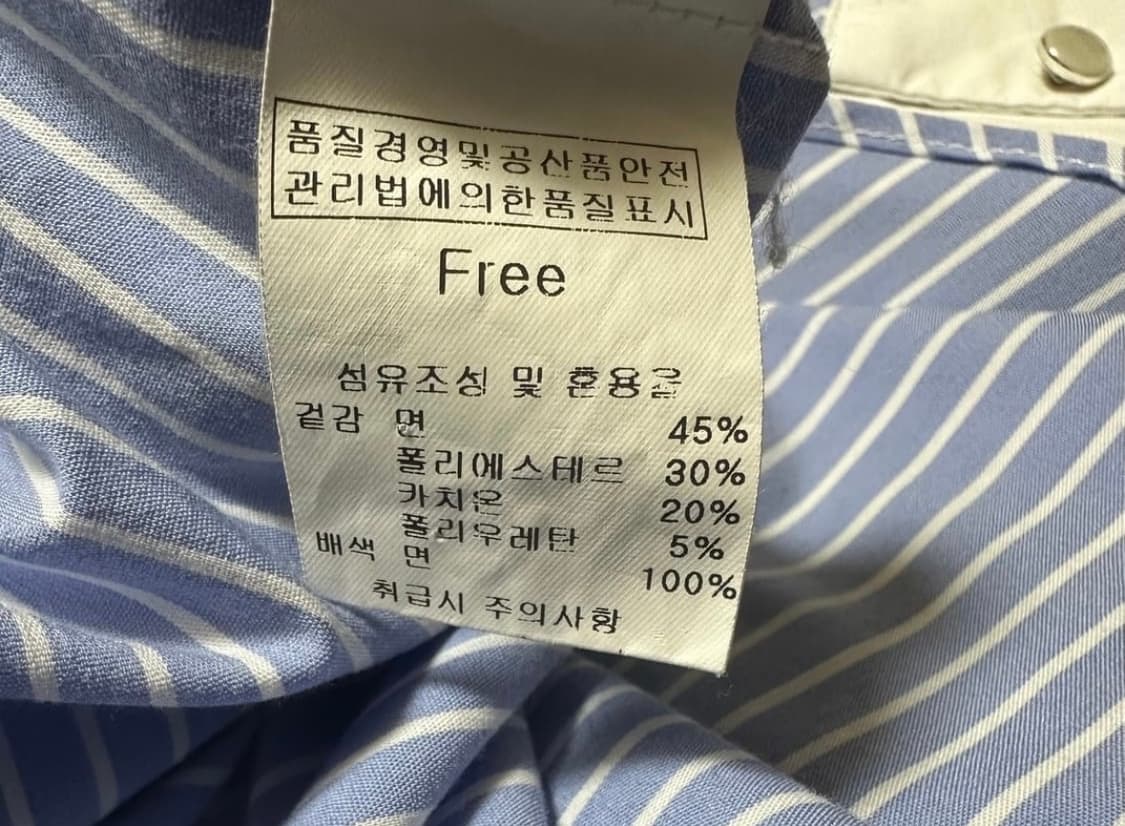 품질경영및공산품안전
관리법에의한품질표시
Free
섬유조성 및 혼용율
겉감 면 45%
폴리에스테르 30%
카치온 20%
폴리우레탄 5%
배색 면 100%
취급시 주의사항